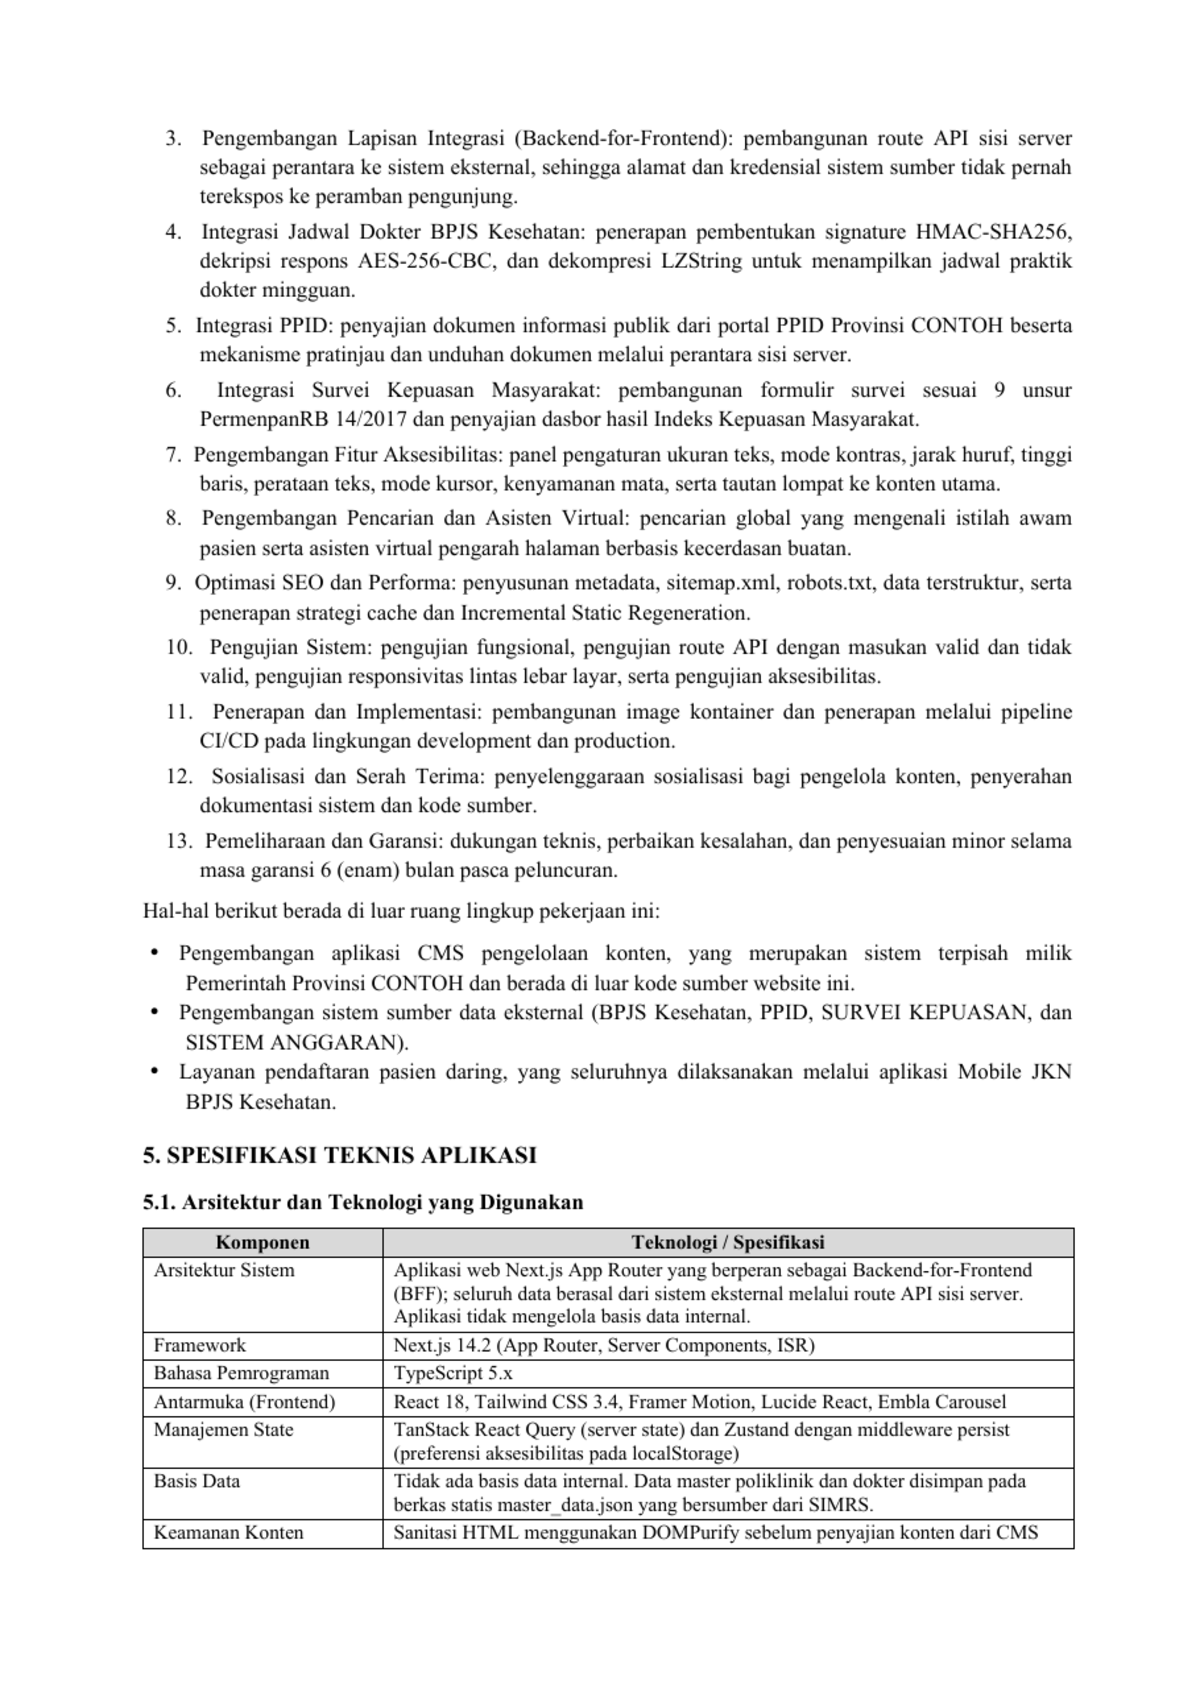 3. Pengembangan Lapisan Integrasi (Backend-for-Frontend): pembangunan route API sisi server
sebagai perantara ke sistem eksternal, sehingga alamat dan kredensial sistem sumber tidak pernah
terekspos ke peramban pengunjung.
4. Integrasi Jadwal Dokter BPJS Kesehatan: penerapan pembentukan signature HMAC-SHA256,
dekripsi respons AES-256-CBC, dan dekompresi LZString untuk menampilkan jadwal praktik
dokter mingguan.
5. Integrasi PPID: penyajian dokumen informasi publik dari portal PPID Provinsi CONTOH beserta
mekanisme pratinjau dan unduhan dokumen melalui perantara sisi server.
6. Integrasi Survei Kepuasan Masyarakat: pembangunan formulir survei sesuai 9 unsur
PermenpanRB 14/2017 dan penyajian dasbor hasil Indeks Kepuasan Masyarakat.
7. Pengembangan Fitur Aksesibilitas: panel pengaturan ukuran teks, mode kontras, jarak huruf, tinggi
baris, perataan teks, mode kursor, kenyamanan mata, serta tautan lompat ke konten utama.
8. Pengembangan Pencarian dan Asisten Virtual: pencarian global yang mengenali istilah awam
pasien serta asisten virtual pengarah halaman berbasis kecerdasan buatan.
9. Optimasi SEO dan Performa: penyusunan metadata, sitemap.xml, robots.txt, data terstruktur, serta
penerapan strategi cache dan Incremental Static Regeneration.
10. Pengujian Sistem: pengujian fungsional, pengujian route API dengan masukan valid dan tidak
valid, pengujian responsivitas lintas lebar layar, serta pengujian aksesibilitas.
11. Penerapan dan Implementasi: pembangunan image kontainer dan penerapan melalui pipeline
CI/CD pada lingkungan development dan production.
12. Sosialisasi dan Serah Terima: penyelenggaraan sosialisasi bagi pengelola konten, penyerahan
dokumentasi sistem dan kode sumber.
13. Pemeliharaan dan Garansi: dukungan teknis, perbaikan kesalahan, dan penyesuaian minor selama
masa garansi 6 (enam) bulan pasca peluncuran.
Hal-hal berikut berada di luar ruang lingkup pekerjaan ini:
• Pengembangan aplikasi CMS pengelolaan konten, yang merupakan sistem terpisah milik
Pemerintah Provinsi CONTOH dan berada di luar kode sumber website ini.
• Pengembangan sistem sumber data eksternal (BPJS Kesehatan, PPID, SURVEI KEPUASAN, dan
SISTEM ANGGARAN).
• Layanan pendaftaran pasien daring, yang seluruhnya dilaksanakan melalui aplikasi Mobile JKN
BPJS Kesehatan.
5. SPESIFIKASI TEKNIS APLIKASI
5.1. Arsitektur dan Teknologi yang Digunakan
Komponen Teknologi / Spesifikasi
Arsitektur Sistem Aplikasi web Next.js App Router yang berperan sebagai Backend-for-Frontend
(BFF); seluruh data berasal dari sistem eksternal melalui route API sisi server.
Aplikasi tidak mengelola basis data internal.
Framework Next.js 14.2 (App Router, Server Components, ISR)
Bahasa Pemrograman TypeScript 5.x
Antarmuka (Frontend) React 18, Tailwind CSS 3.4, Framer Motion, Lucide React, Embla Carousel
Manajemen State TanStack React Query (server state) dan Zustand dengan middleware persist
(preferensi aksesibilitas pada localStorage)
Basis Data Tidak ada basis data internal. Data master poliklinik dan dokter disimpan pada
berkas statis master_data.json yang bersumber dari SIMRS.
Keamanan Konten Sanitasi HTML menggunakan DOMPurify sebelum penyajian konten dari CMS